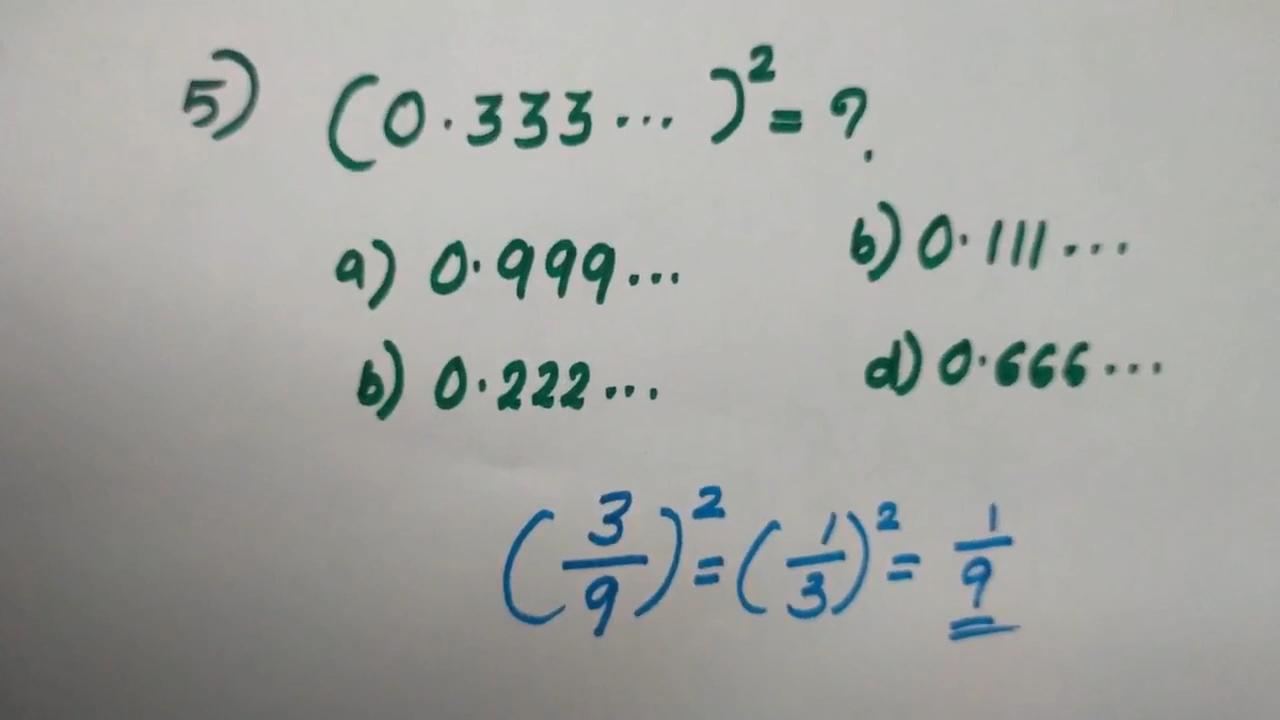 5) (0.333...)² = ?
a) 0.999... b) 0.111...
b) 0.222... d) 0.666...
(3/9)² = (1/3)² = 1/9